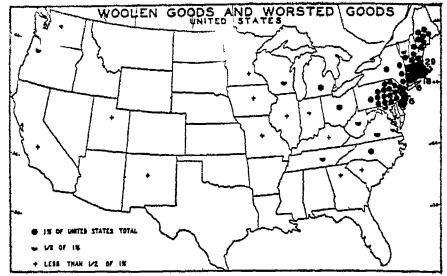 WOOLEN GOODS AND WORSTED GOODS
UNITED STATES
1% OF UNITED STATES TOTAL
1/2 OF 1%
LESS THAN 1/2 OF 1%